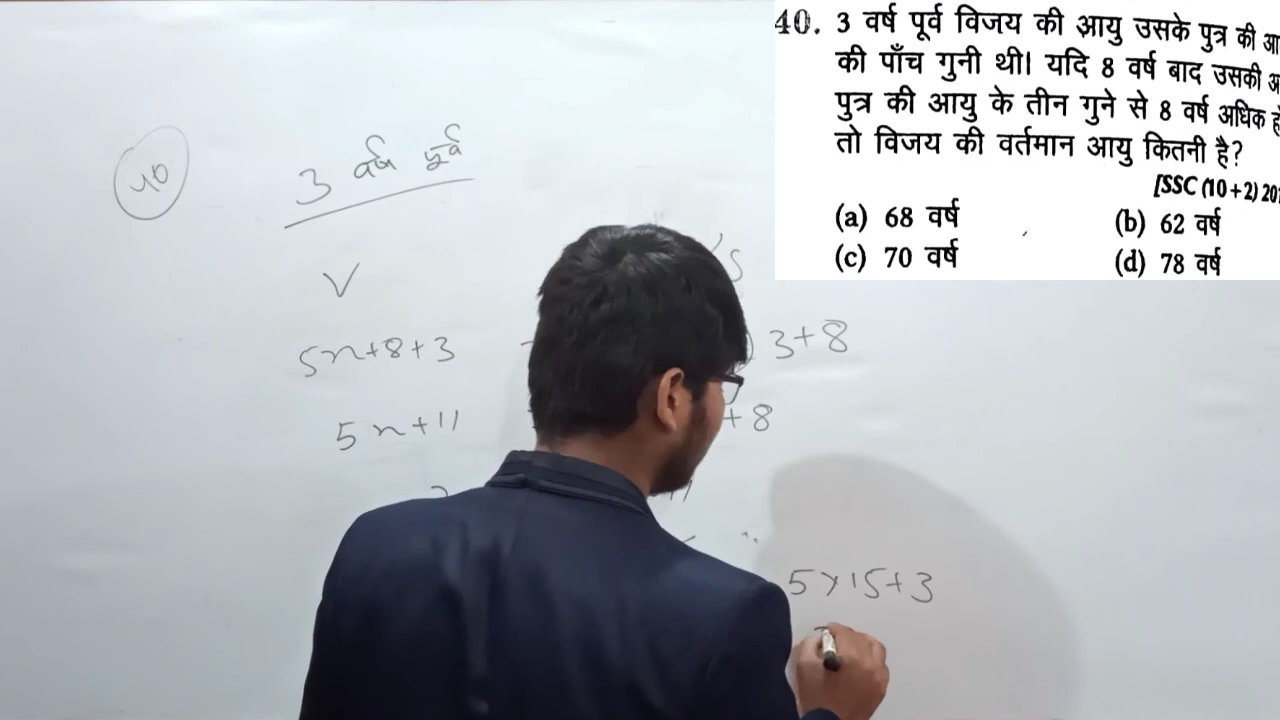 40. 3 वर्ष पूर्व विजय की आयु उसके पुत्र की
की पाँच गुनी थी। यदि 8 वर्ष बाद उसकी
पुत्र की आयु के तीन गुने से 8 वर्ष अधिक
तो विजय की वर्तमान आयु कितनी है?
[SSC (10+2) 201
(a) 68 वर्ष (b) 62 वर्ष
(c) 70 वर्ष (d) 78 वर्ष
40
3 वर्ष पूर्व
V 's
5x+8+3 ) 3+8
5x+11 +8
5×15+3